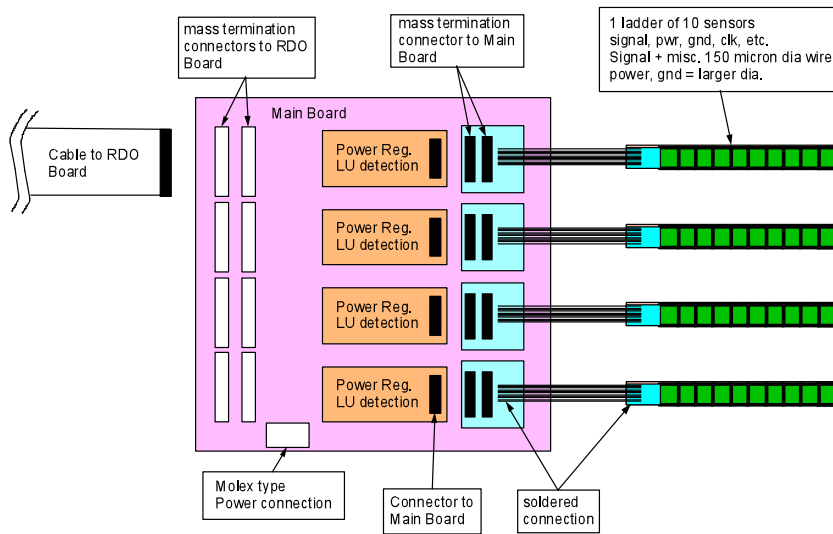 mass termination
connectors to RDO
Board
mass termination
connector to Main
Board
1 ladder of 10 sensors
signal, pwr, gnd, clk, etc.
Signal + misc. 150 micron dia wire
power, gnd = larger dia.
Main Board
Cable to RDO
Board
Power Reg.
LU detection
Power Reg.
LU detection
Power Reg.
LU detection
Power Reg.
LU detection
Molex type
Power connection
Connector to
Main Board
soldered
connection